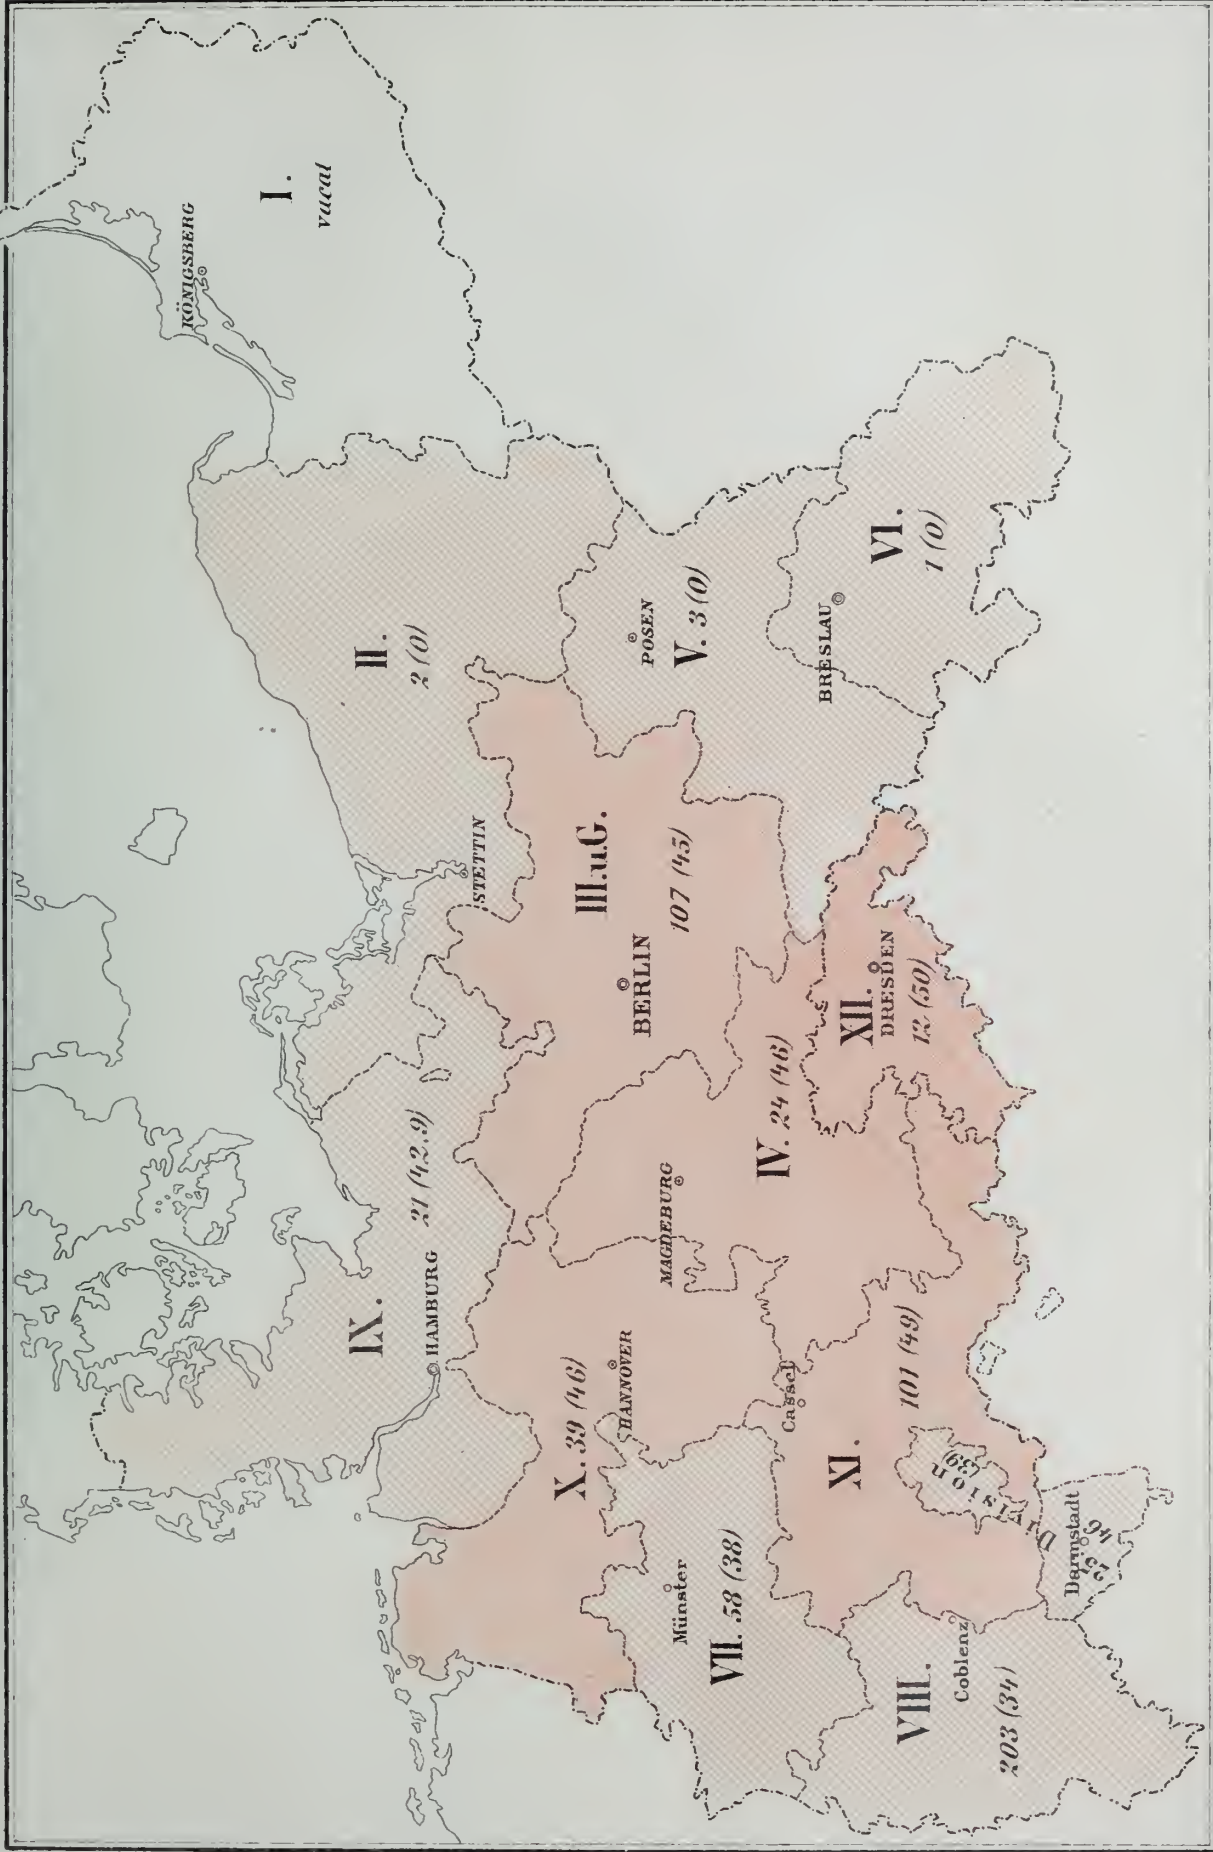 KÖNIGSBERG
I.
vacat
II.
2 (0)
STETTIN
POSEN
V. 3 (0)
BRESLAU
VI.
1 (0)
IX.
21 (42.9)
HAMBURG
III.u.G.
BERLIN
107 (45)
XII.
DRESDEN
12 (50)
IV. 24 (46)
MAGDEBURG
X. 39 (46)
HANNOVER
Cassel
XI.
101 (49)
Münster
VII. 58 (38)
VIII.
Coblenz
203 (34)
Darmstadt
Division
(39)